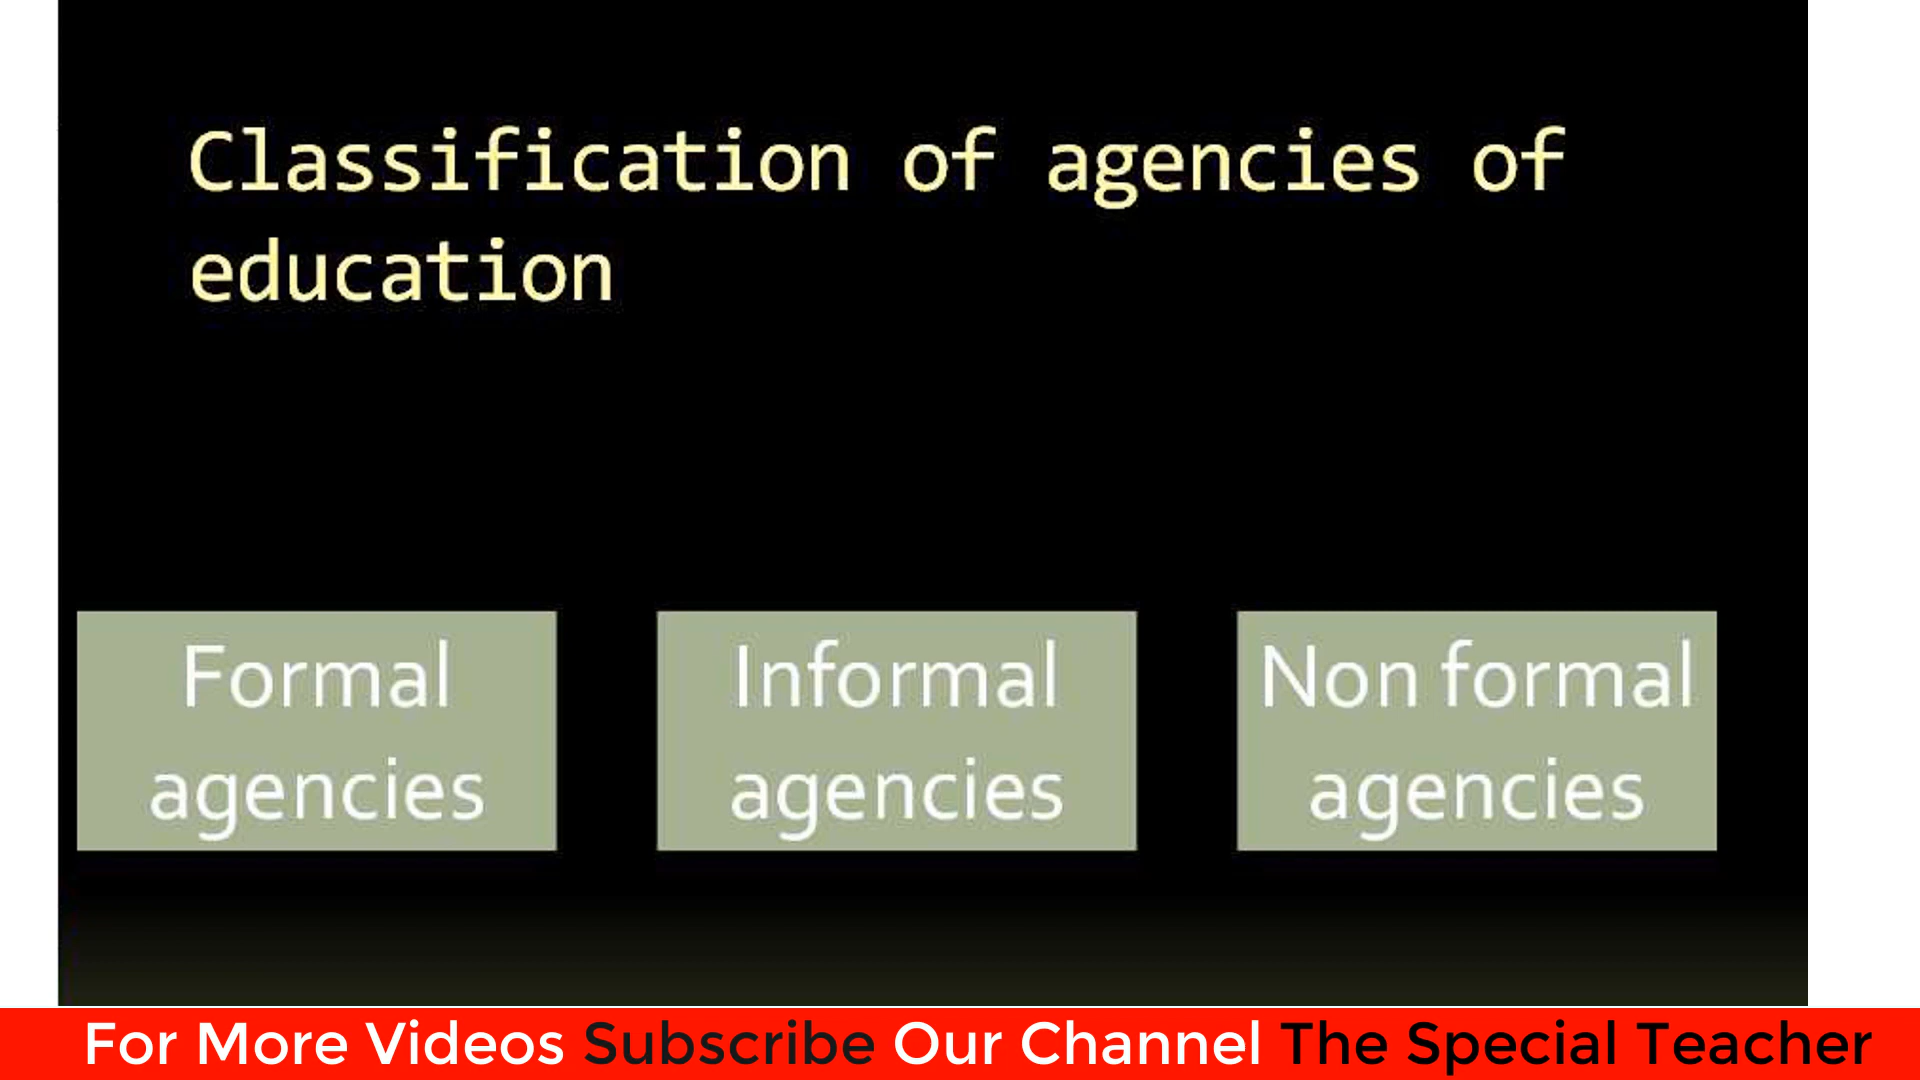 Classification of agencies of
education
Formal
agencies
Informal
agencies
Non formal
agencies
For More Videos Subscribe Our Channel The Special Teacher